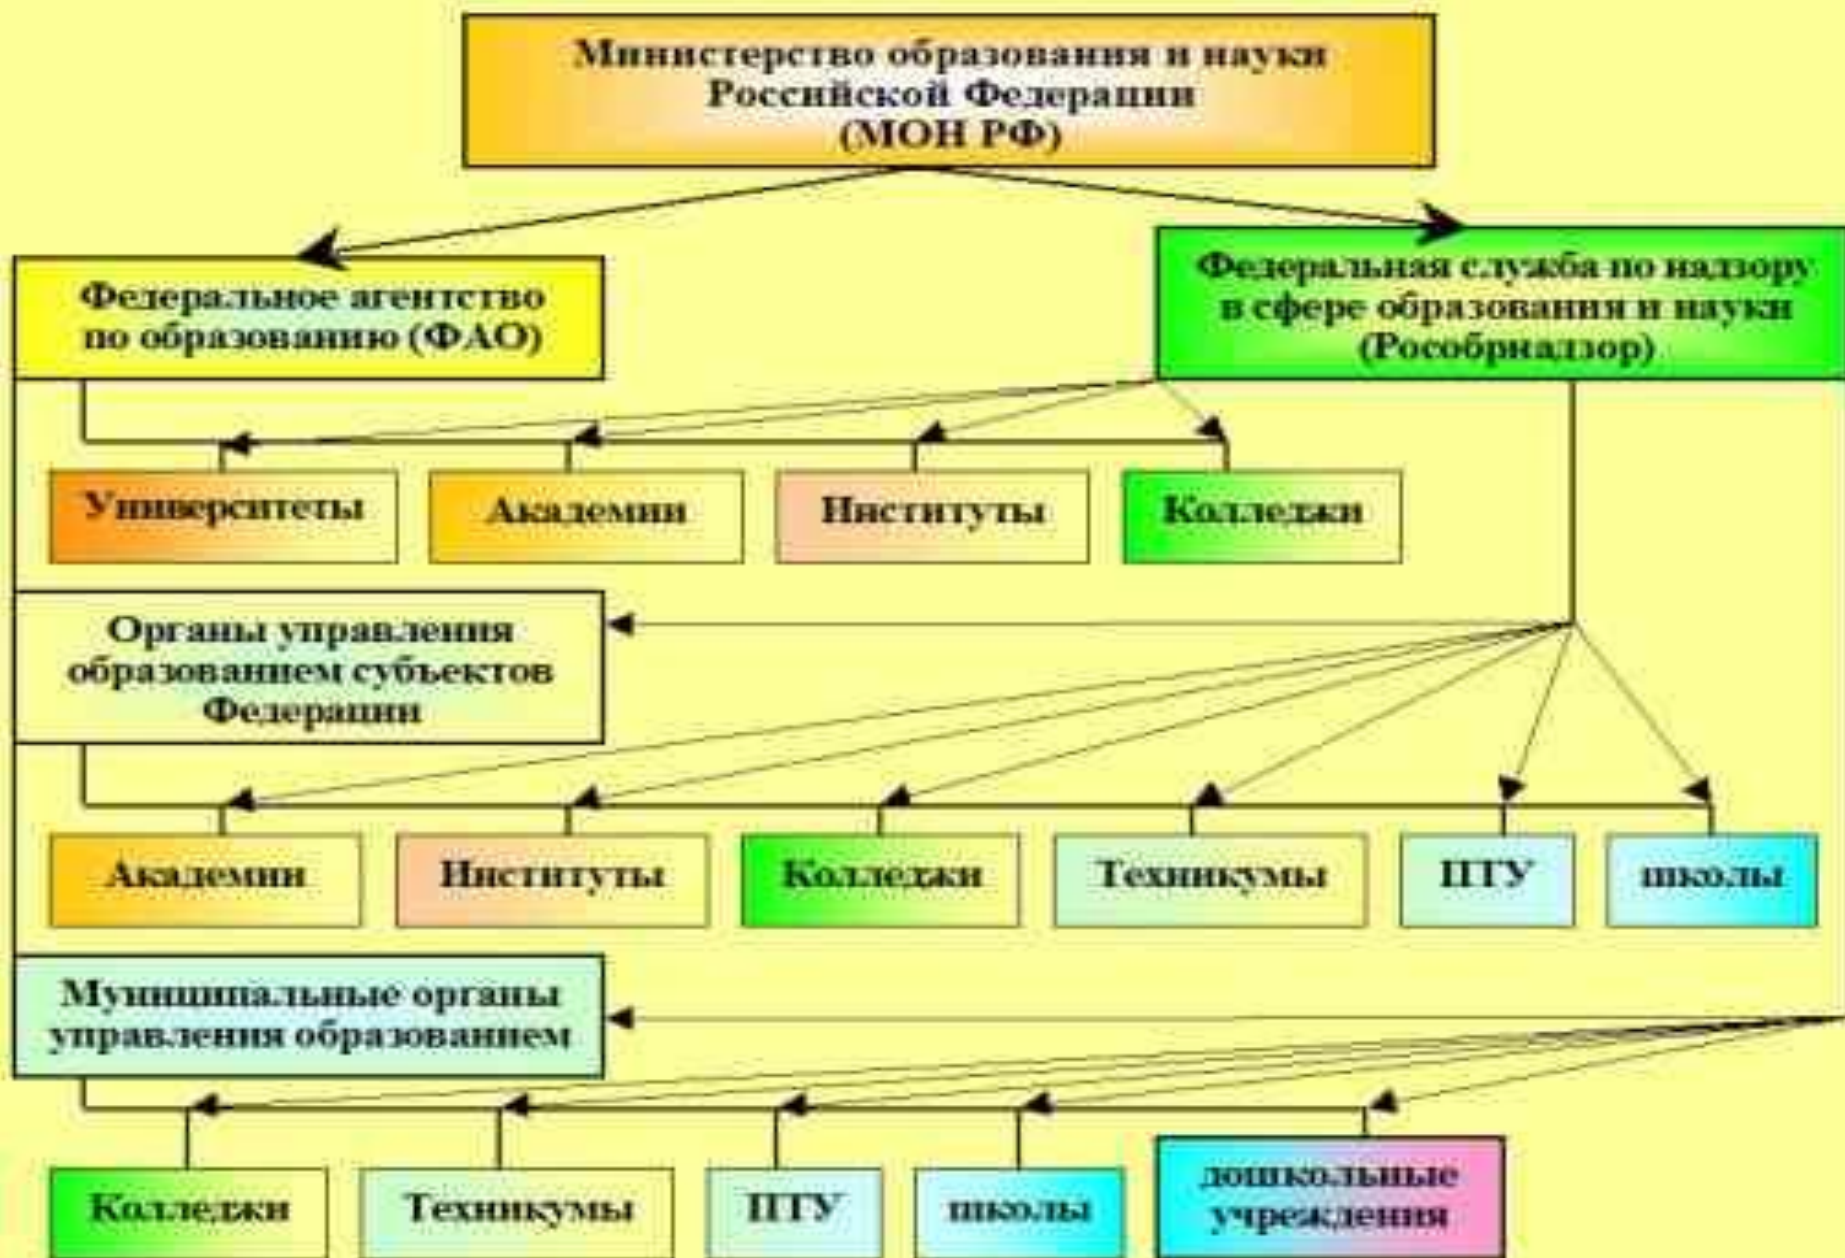 Министерство образования и науки
Российской Федерации
(МОН РФ)
Федеральное агентство
по образованию (ФАО)
Федеральная служба по надзору
в сфере образования и науки
(Рособрнадзор)
Университеты
Академии
Институты
Колледжи
Органы управления
образованием субъектов
Федерации
Академии
Институты
Колледжи
Техникумы
ПТУ
школы
Муниципальные органы
управления образованием
Колледжи
Техникумы
ПТУ
школы
дошкольные
учреждения